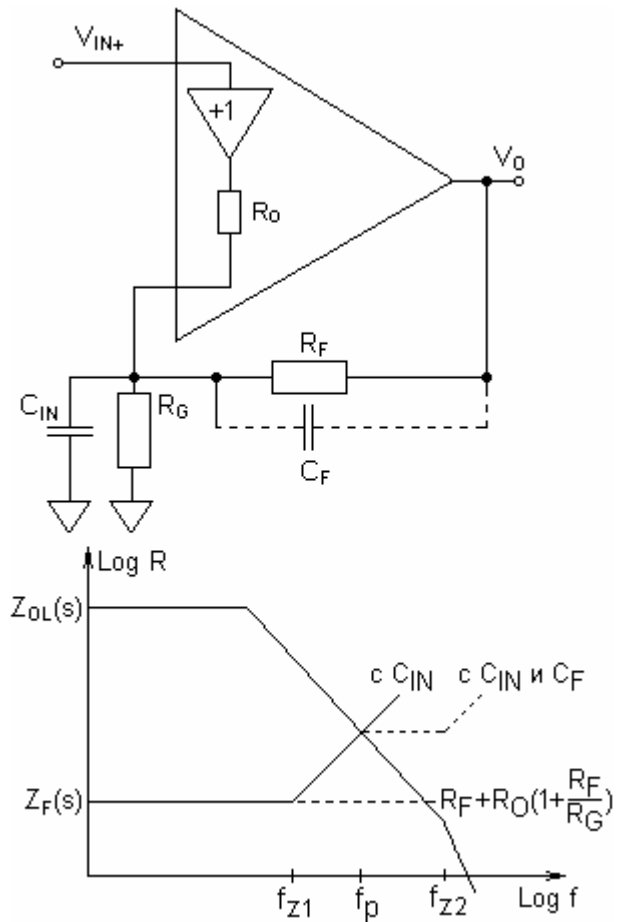 V_IN+
+1
R_O
V_O
R_F
C_IN
R_G
C_F
Log R
Z_OL(s)
с C_IN
с C_IN и C_F
Z_F(s)
R_F+R_O(1+R_F/R_G)
f_Z1
f_p
f_Z2
Log f